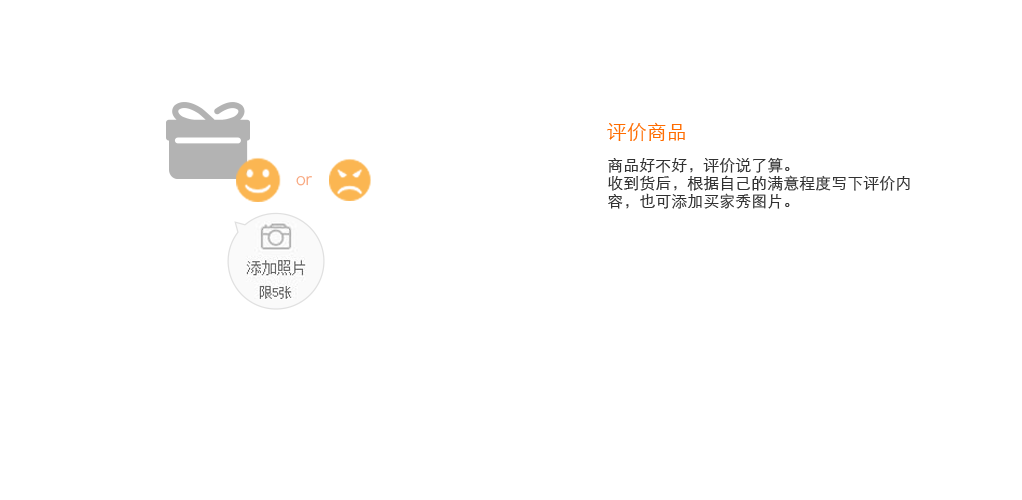 评价商品
商品好不好，评价说了算。
收到货后，根据自己的满意程度写下评价内
容，也可添加买家秀图片。
or
添加照片
限5张